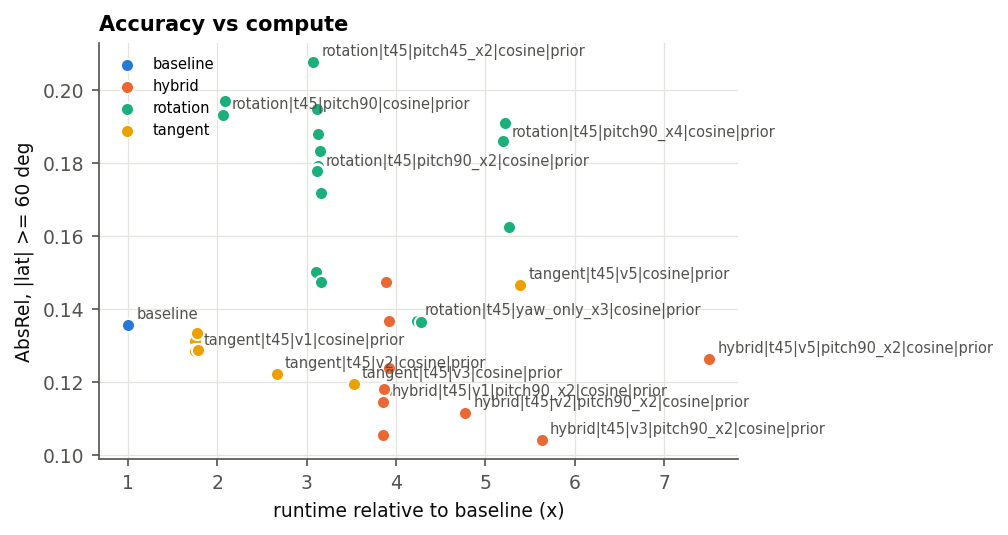 Accuracy vs compute
AbsRel, ||lat| >= 60 deg
0.20
0.18
0.16
0.14
0.12
0.10
baseline
hybrid
rotation
tangent
rotation|t45|pitch45_x2|cosine|prior
rotation|t45|pitch90|cosine|prior
rotation|t45|pitch90_x4|cosine|prior
rotation|t45|pitch90_x2|cosine|prior
tangent|t45|v5|cosine|prior
baseline
rotation|t45|yaw_only_x3|cosine|prior
tangent|t45|v1|cosine|prior
hybrid|t45|v5|pitch90_x2|cosine|prior
tangent|t45|v2|cosine|prior
tangent|t45|v3|cosine|prior
hybrid|t45|v1|pitch90_x2|cosine|prior
hybrid|t45|v2|pitch90_x2|cosine|prior
hybrid|t45|v3|pitch90_x2|cosine|prior
1 2 3 4 5 6 7
runtime relative to baseline (x)